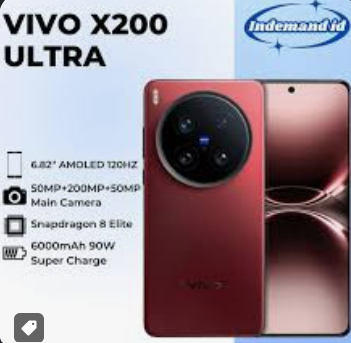 VIVO X200
ULTRA
Indemand id
6.82" AMOLED 120HZ
50MP+200MP+50MP
Main Camera
Snapdragon 8 Elite
6000mAh 90W
Super Charge
vivo